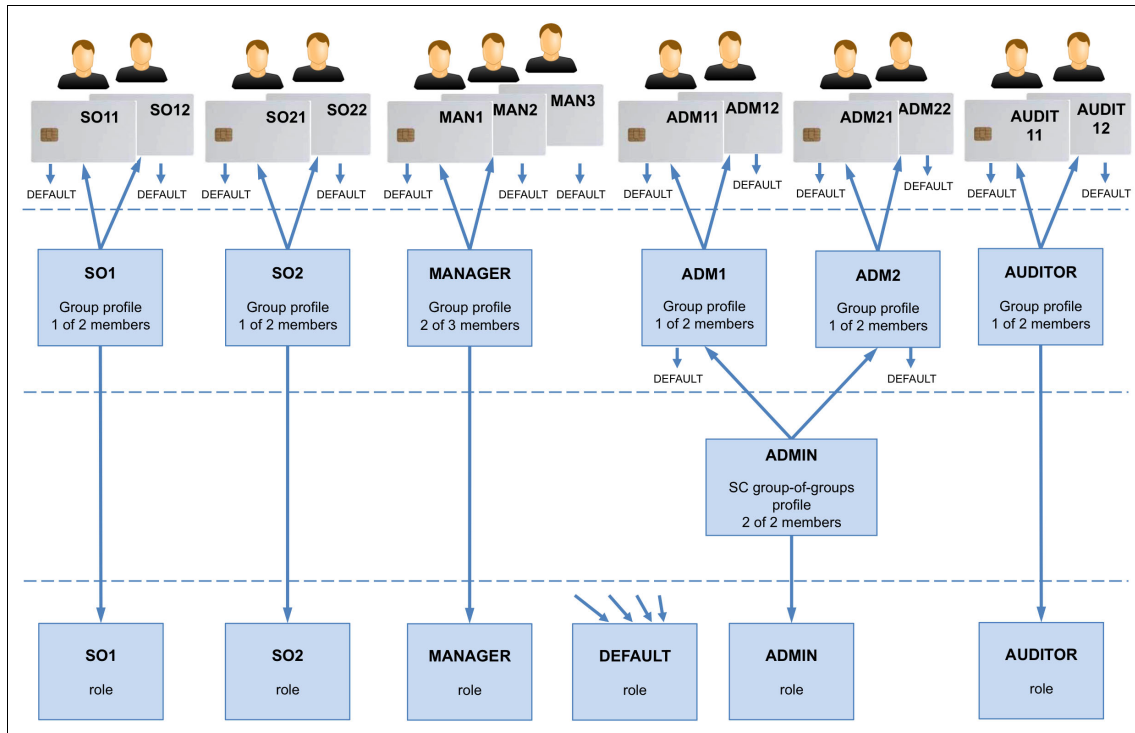 SO11
SO12
SO21
SO22
MAN1
MAN2
MAN3
ADM11
ADM12
ADM21
ADM22
AUDIT
11
AUDIT
12
DEFAULT
DEFAULT
DEFAULT
DEFAULT
DEFAULT
DEFAULT
DEFAULT
DEFAULT
DEFAULT
DEFAULT
DEFAULT
DEFAULT
DEFAULT
SO1
Group profile
1 of 2 members
SO2
Group profile
1 of 2 members
MANAGER
Group profile
2 of 3 members
ADM1
Group profile
1 of 2 members
ADM2
Group profile
1 of 2 members
AUDITOR
Group profile
1 of 2 members
DEFAULT
DEFAULT
ADMIN
SC group-of-groups
profile
2 of 2 members
SO1
role
SO2
role
MANAGER
role
DEFAULT
role
ADMIN
role
AUDITOR
role